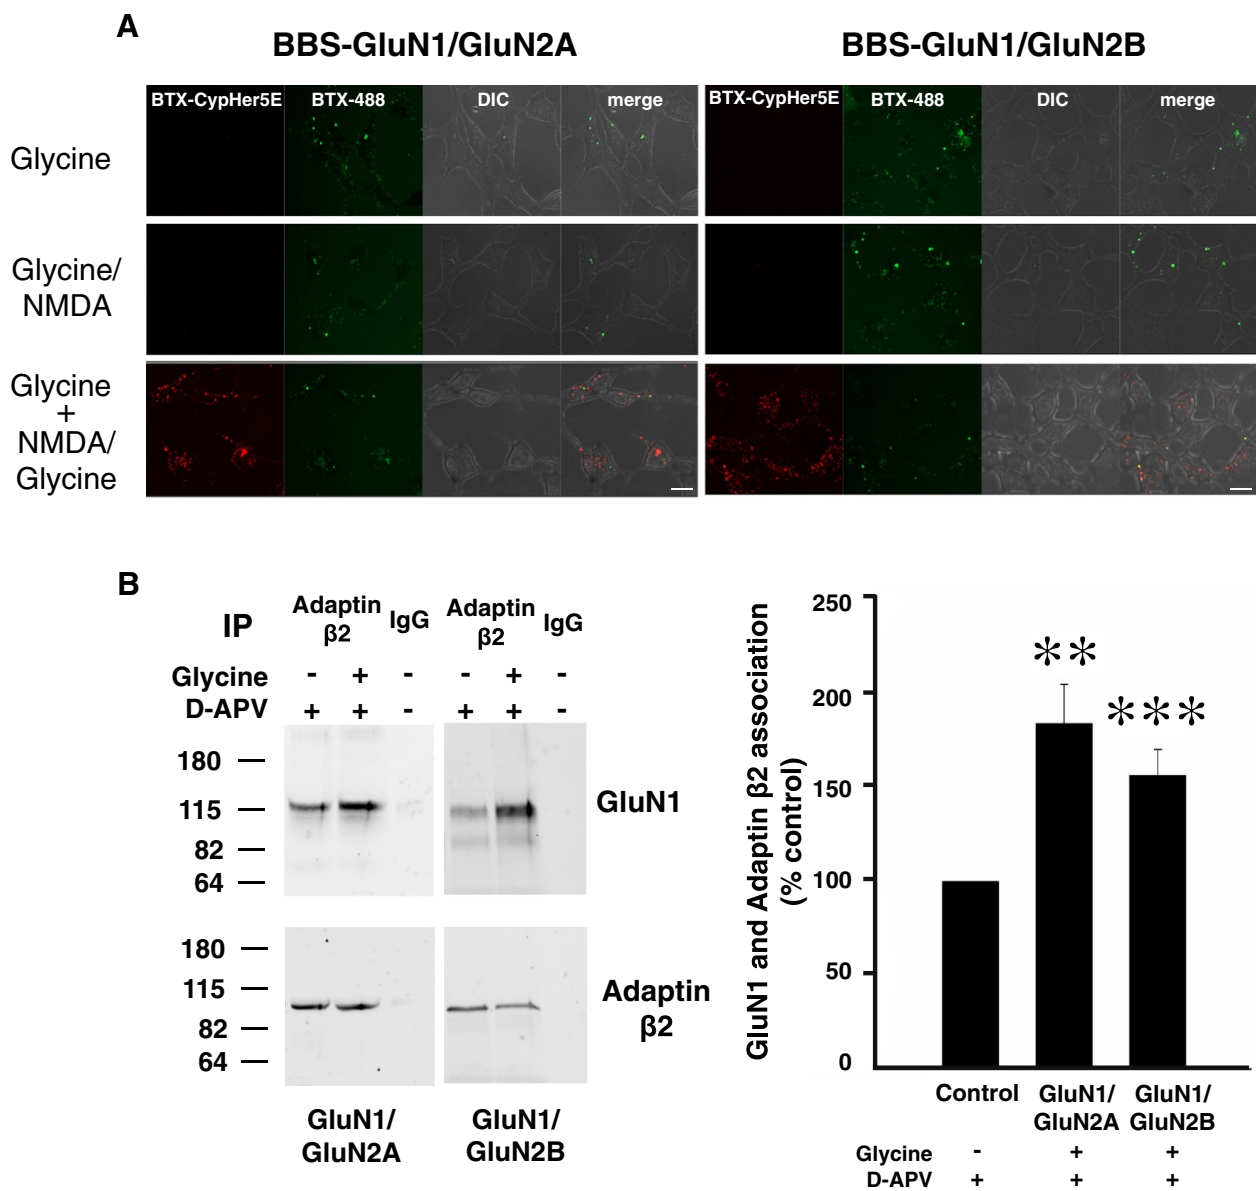 A
BBS-GluN1/GluN2A
BBS-GluN1/GluN2B
BTX-CypHer5E BTX-488 DIC merge
BTX-CypHer5E BTX-488 DIC merge
Glycine
Glycine/
NMDA
Glycine
+
NMDA/
Glycine
B
IP
Adaptin
β2
IgG
Adaptin
β2
IgG
Glycine - + - - + -
D-APV + + - + + -
180
115
82
64
GluN1
180
115
82
64
Adaptin
β2
GluN1/
GluN2A
GluN1/
GluN2B
GluN1 and Adaptin β2 association
(% control)
250
200
150
100
50
0
**
***
Control
GluN1/
GluN2A
GluN1/
GluN2B
Glycine - + +
D-APV + + +